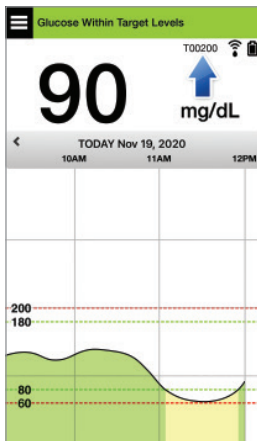 Glucose Within Target Levels
T00200
90
mg/dL
TODAY Nov 19, 2020
10AM 11AM 12PM
200
180
80
60